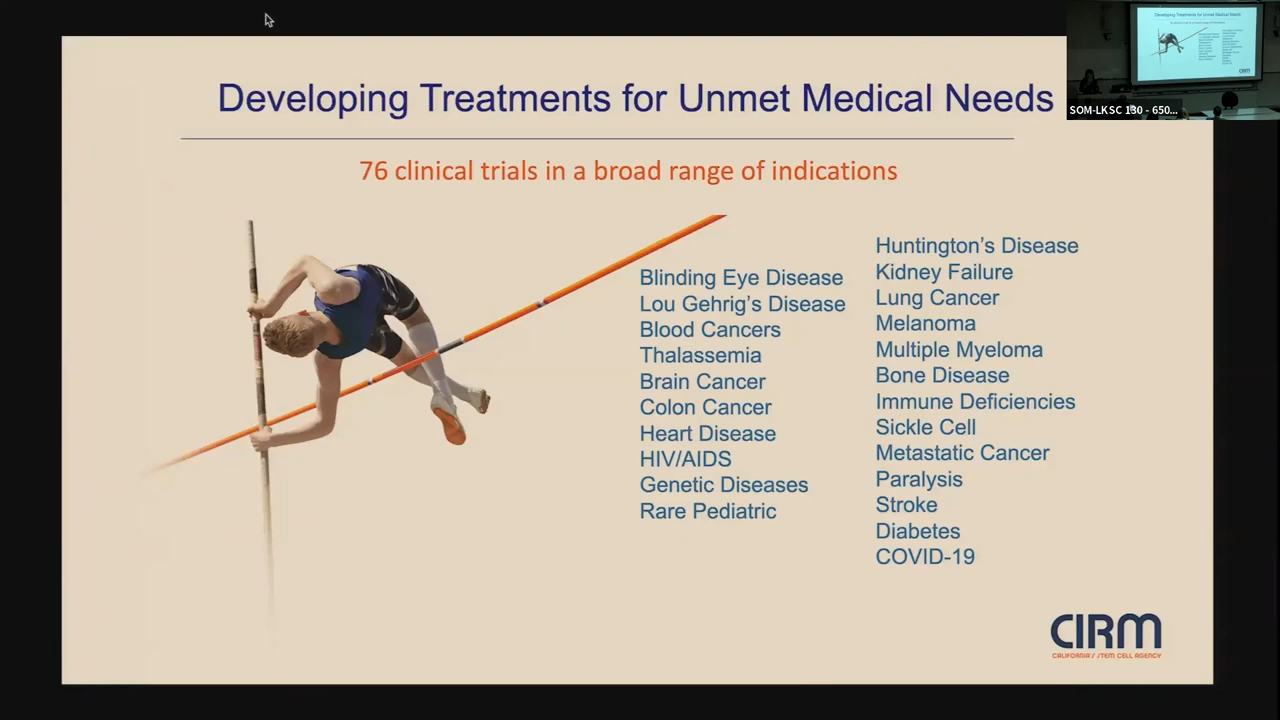 Developing Treatments for Unmet Medical Needs
SOM-LKSC 130 - 650...
76 clinical trials in a broad range of indications
Blinding Eye Disease
Lou Gehrig's Disease
Blood Cancers
Thalassemia
Brain Cancer
Colon Cancer
Heart Disease
HIV/AIDS
Genetic Diseases
Rare Pediatric
Huntington's Disease
Kidney Failure
Lung Cancer
Melanoma
Multiple Myeloma
Bone Disease
Immune Deficiencies
Sickle Cell
Metastatic Cancer
Paralysis
Stroke
Diabetes
COVID-19
CIRM
CALIFORNIA'S STEM CELL AGENCY